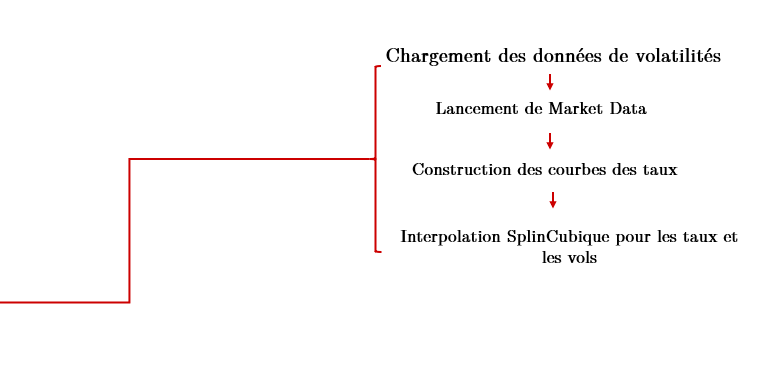 Chargement des données de volatilités
Lancement de Market Data
Construction des courbes des taux
Interpolation SplinCubique pour les taux et
les vols